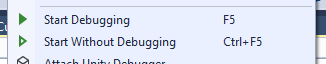 Start Debugging F5
Start Without Debugging Ctrl+F5
Attach Unity Debugger